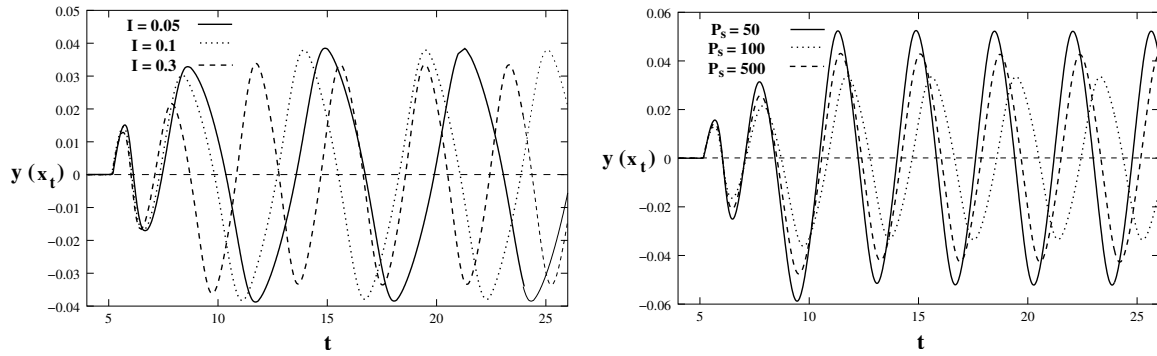 I = 0.05
I = 0.1
I = 0.3
0.05
0.04
0.03
0.02
0.01
0
−0.01
−0.02
−0.03
−0.04
y (x_t)
5
10
15
20
25
t
P_s = 50
P_s = 100
P_s = 500
0.06
0.04
0.02
0
−0.02
−0.04
−0.06
y (x_t)
5
10
15
20
25
t